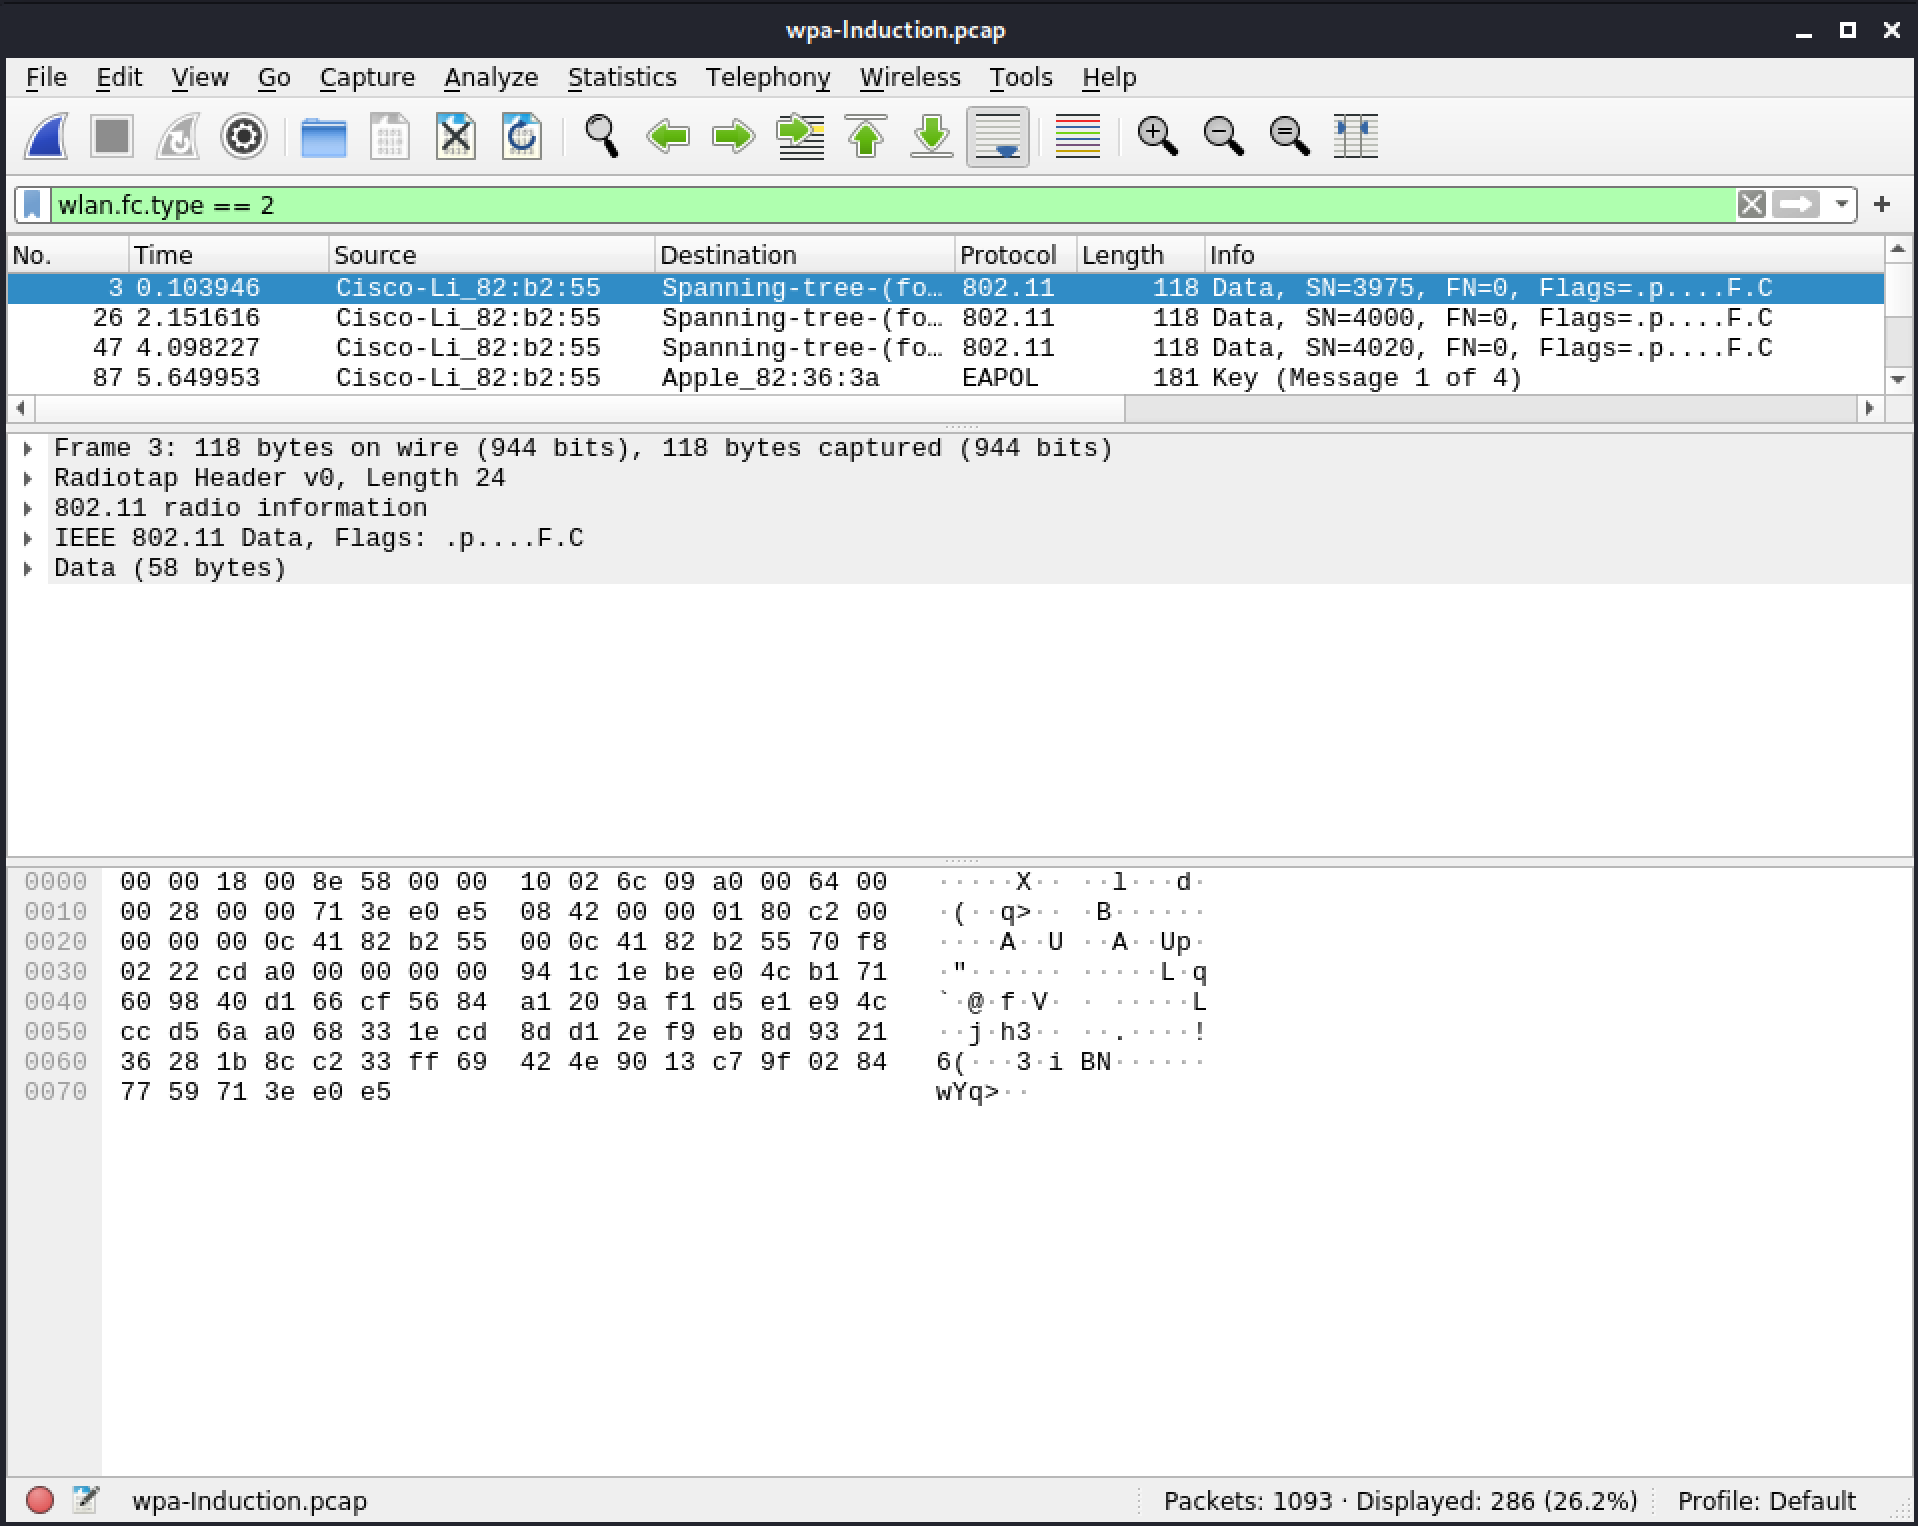 wpa-Induction.pcap
File Edit View Go Capture Analyze Statistics Telephony Wireless Tools Help
wlan.fc.type == 2
No. Time Source Destination Protocol Length Info
3 0.103946 Cisco-Li_82:b2:55 Spanning-tree-(fo… 802.11 118 Data, SN=3975, FN=0, Flags=.p....F.C
26 2.151616 Cisco-Li_82:b2:55 Spanning-tree-(fo… 802.11 118 Data, SN=4000, FN=0, Flags=.p....F.C
47 4.098227 Cisco-Li_82:b2:55 Spanning-tree-(fo… 802.11 118 Data, SN=4020, FN=0, Flags=.p....F.C
87 5.649953 Cisco-Li_82:b2:55 Apple_82:36:3a EAPOL 181 Key (Message 1 of 4)
Frame 3: 118 bytes on wire (944 bits), 118 bytes captured (944 bits)
Radiotap Header v0, Length 24
802.11 radio information
IEEE 802.11 Data, Flags: .p....F.C
Data (58 bytes)
0000 00 00 18 00 8e 58 00 00 10 02 6c 09 a0 00 64 00 ·····X·· ··l···d·
0010 00 28 00 00 71 3e e0 e5 08 42 00 00 01 80 c2 00 ·(··q>·· ·B······
0020 00 00 00 0c 41 82 b2 55 00 0c 41 82 b2 55 70 f8 ····A··U ··A··Up·
0030 02 22 cd a0 00 00 00 00 94 1c 1e be e0 4c b1 71 ·"······ ·····L·q
0040 60 98 40 d1 66 cf 56 84 a1 20 9a f1 d5 e1 e9 4c `·@·f·V· · ·····L
0050 cc d5 6a a0 68 33 1e cd 8d d1 2e f9 eb 8d 93 21 ··j·h3·· ··.····!
0060 36 28 1b 8c c2 33 ff 69 42 4e 90 13 c7 9f 02 84 6(···3·i BN······
0070 77 59 71 3e e0 e5 wYq>··
wpa-Induction.pcap Packets: 1093 · Displayed: 286 (26.2%) Profile: Default